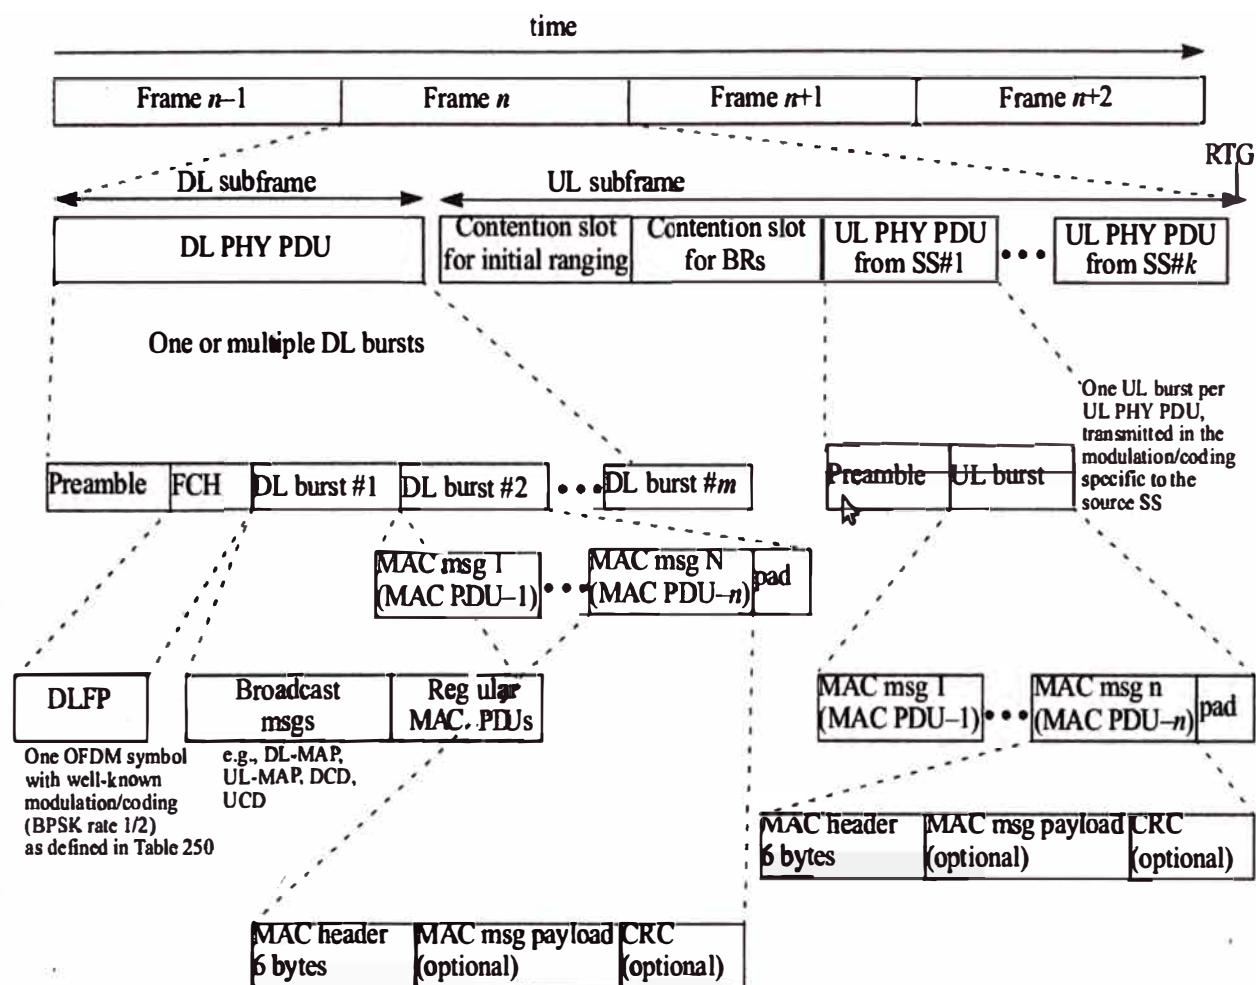 time
Frame n–1
Frame n
Frame n+1
Frame n+2
RTG
DL subframe
UL subframe
DL PHY PDU
Contention slot
for initial ranging
Contention slot
for BRs
UL PHY PDU
from SS#1
•••
UL PHY PDU
from SS#k
One or multiple DL bursts
One UL burst per
UL PHY PDU,
transmitted in the
modulation/coding
specific to the
source SS
Preamble
FCH
DL burst #1
DL burst #2
•••
DL burst #m
Preamble
UL burst
MAC msg 1
(MAC PDU–1)
•••
MAC msg N
(MAC PDU–n)
pad
DLFP
Broadcast
msgs
Regular
MAC. PDUs
MAC msg 1
(MAC PDU–1)
•••
MAC msg n
(MAC PDU–n)
pad
One OFDM symbol
with well-known
modulation/coding
(BPSK rate 1/2)
as defined in Table 250
e.g., DL-MAP,
UL-MAP, DCD,
UCD
MAC header
6 bytes
MAC msg payload
(optional)
CRC
(optional)
MAC header
6 bytes
MAC msg payload
(optional)
CRC
(optional)